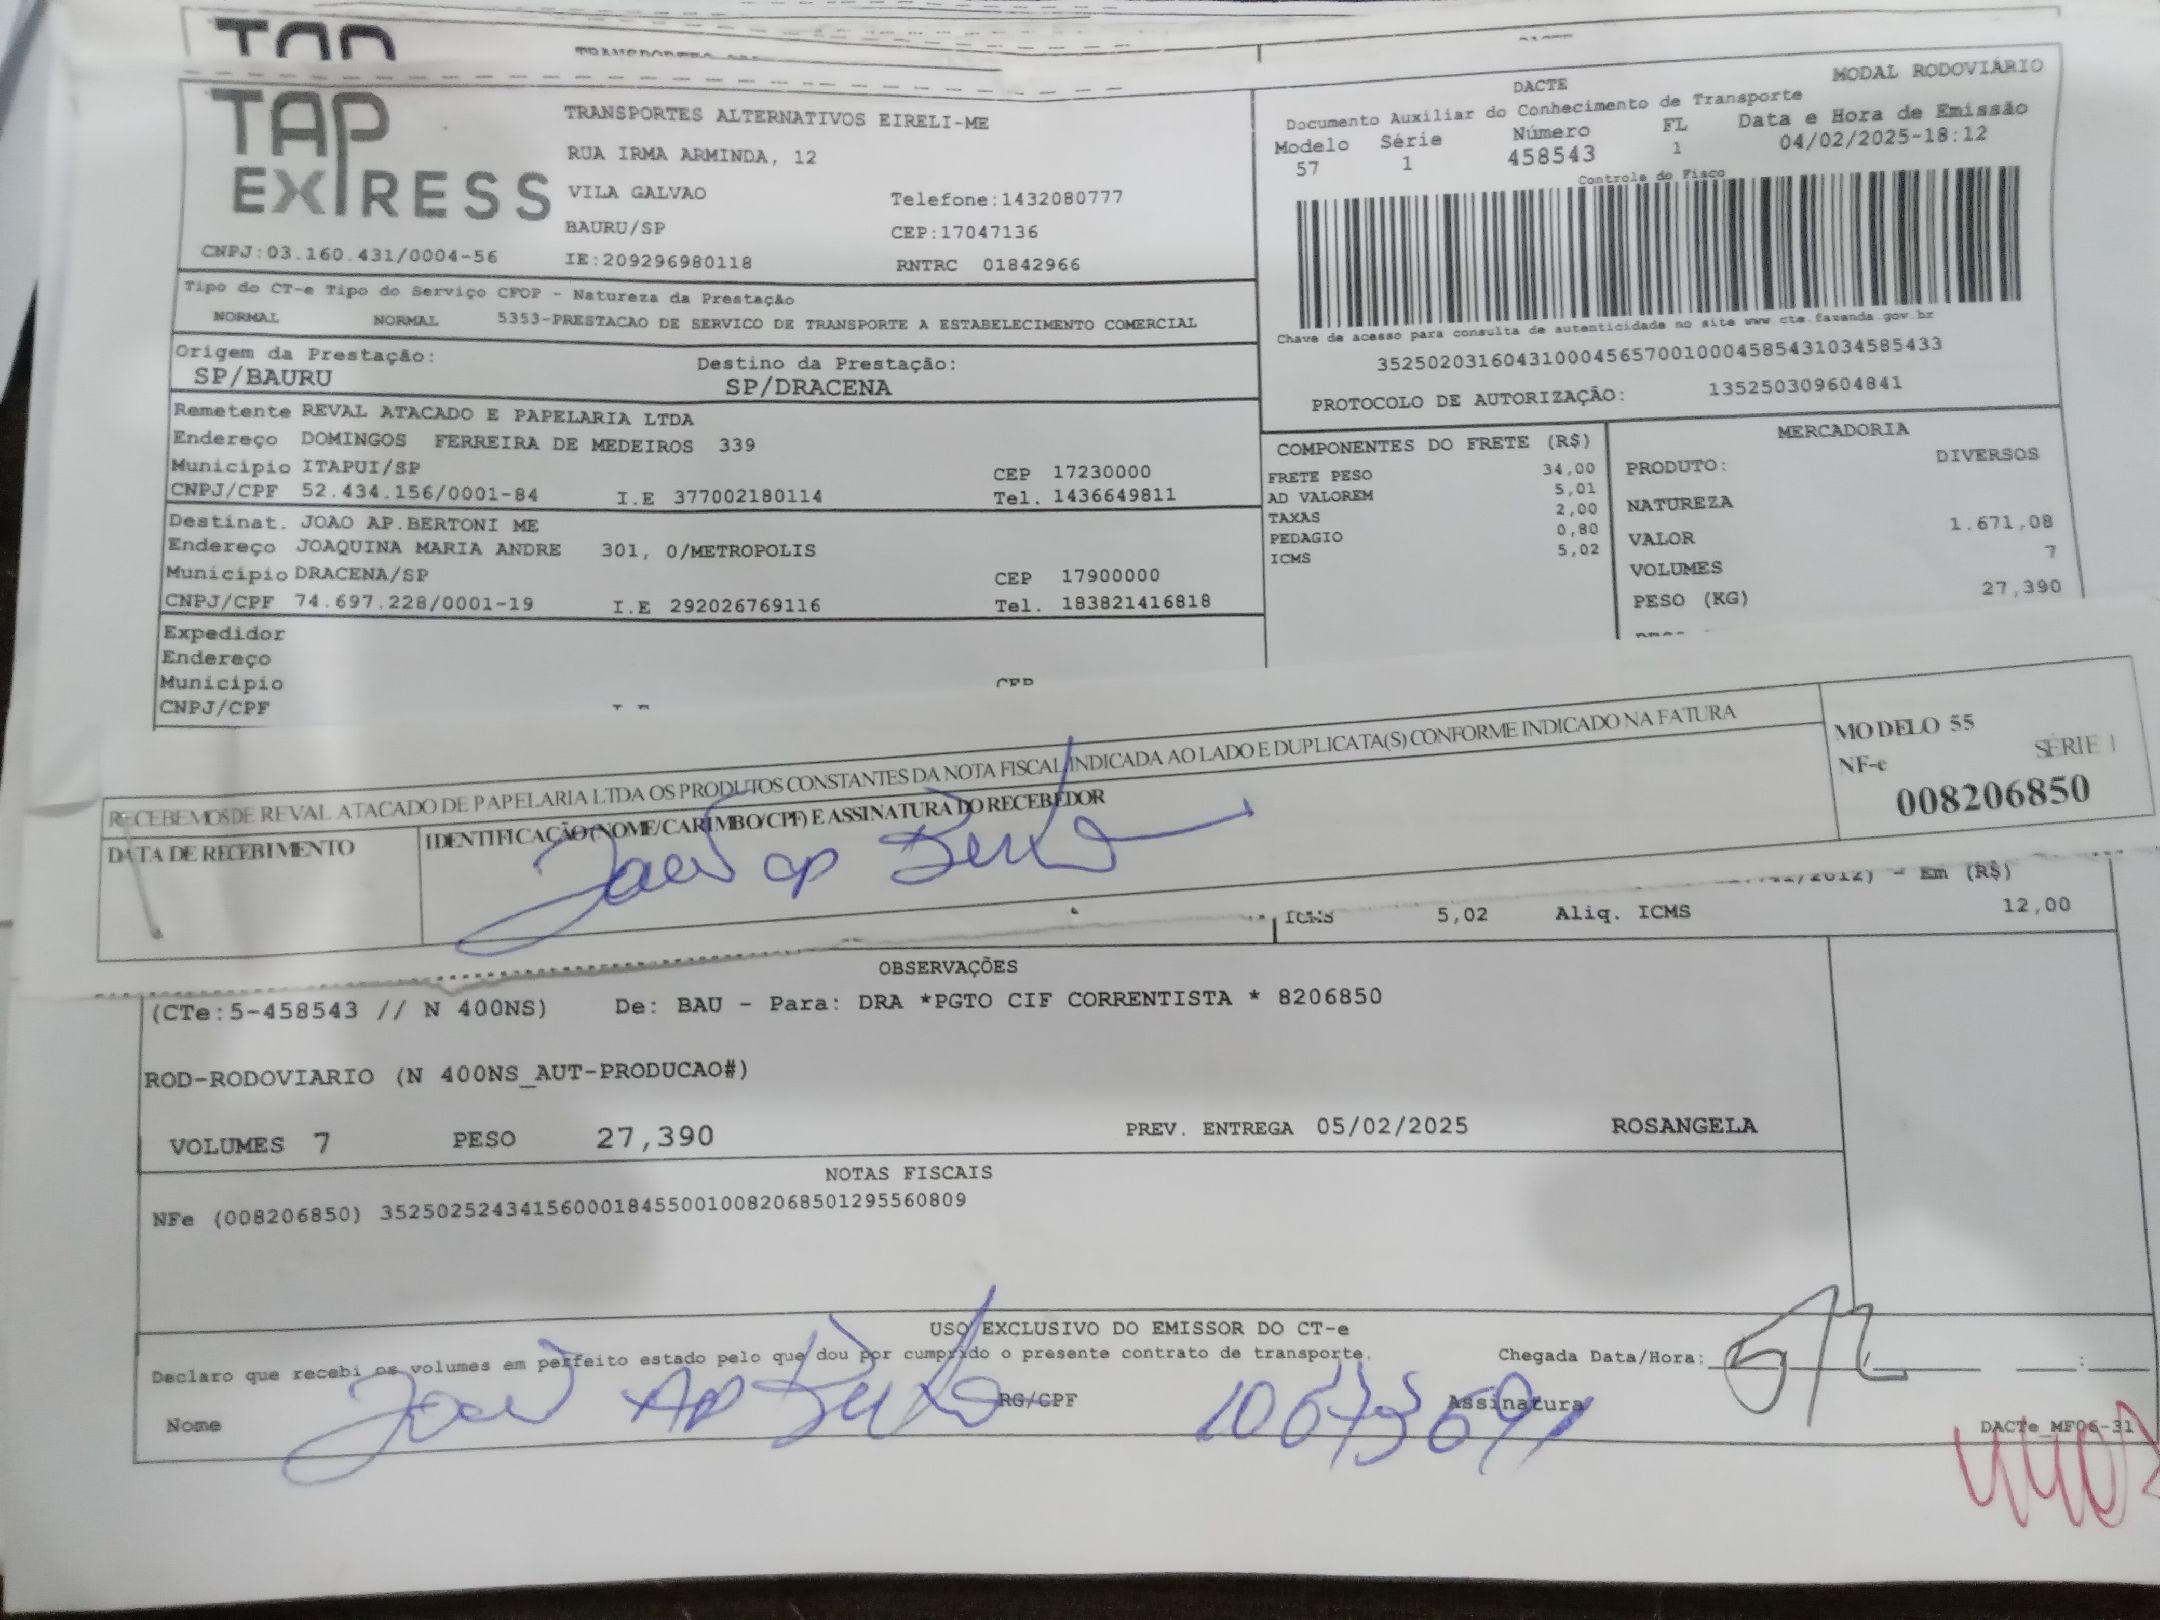 TAP
TAP EXPRESS
TRANSPORTES ALTERNATIVOS EIRELI-ME
RUA IRMA ARMINDA, 12
VILA GALVAO Telefone:1432080777
BAURU/SP CEP:17047136
CNPJ:03.160.431/0004-56 IE:209296980118 RNTRC 01842966
DACTE MODAL RODOVIÁRIO
Documento Auxiliar do Conhecimento de Transporte
Modelo Série Número FL Data e Hora de Emissão
57 1 458543 1 04/02/2025-18:12
Controle do Fisco
Chave de acesso para consulta de autenticidade no site www.cte.fazenda.gov.br
35250203160431000456570010004585431034585433
PROTOCOLO DE AUTORIZAÇÃO: 135250309604841
Tipo do CT-e Tipo do Serviço CFOP - Natureza da Prestação
NORMAL NORMAL 5353-PRESTACAO DE SERVICO DE TRANSPORTE A ESTABELECIMENTO COMERCIAL
Origem da Prestação: Destino da Prestação:
SP/BAURU SP/DRACENA
Remetente REVAL ATACADO E PAPELARIA LTDA
Endereço DOMINGOS FERREIRA DE MEDEIROS 339
Município ITAPUI/SP CEP 17230000
CNPJ/CPF 52.434.156/0001-84 I.E 377002180114 Tel. 1436649811
Destinat. JOAO AP.BERTONI ME
Endereço JOAQUINA MARIA ANDRE 301, 0/METROPOLIS
Município DRACENA/SP CEP 17900000
CNPJ/CPF 74.697.228/0001-19 I.E 292026769116 Tel. 183821416818
Expedidor
Endereço
Município CEP
CNPJ/CPF
COMPONENTES DO FRETE (R$)
FRETE PESO 34,00
AD VALOREM 5,01
TAXAS 2,00
PEDAGIO 0,80
ICMS 5,02
MERCADORIA
PRODUTO: DIVERSOS
NATUREZA
VALOR 1.671,08
VOLUMES 7
PESO (KG) 27,390
RECEBEMOS DE REVAL ATACADO DE PAPELARIA LTDA OS PRODUTOS CONSTANTES DA NOTA FISCAL INDICADA AO LADO E DUPLICATA(S) CONFORME INDICADO NA FATURA
DATA DE RECEBIMENTO IDENTIFICAÇÃO (NOME/CARIMBO/CPF) E ASSINATURA DO RECEBEDOR
MODELO 55
NF-e SÉRIE 1
008206850
/2012) - Em (R$)
ICMS 5,02 Aliq. ICMS 12,00
OBSERVAÇÕES
(CTe:5-458543 // N 400NS) De: BAU - Para: DRA *PGTO CIF CORRENTISTA * 8206850
ROD-RODOVIARIO (N 400NS_AUT-PRODUCAO#)
VOLUMES 7 PESO 27,390 PREV. ENTREGA 05/02/2025 ROSANGELA
NOTAS FISCAIS
NFe (008206850) 35250252434156000184550010082068501295560809
USO EXCLUSIVO DO EMISSOR DO CT-e
Declaro que recebi os volumes em perfeito estado pelo que dou por cumprido o presente contrato de transporte. Chegada Data/Hora:
Nome RG/CPF Assinatura
DACTe_MF06-31